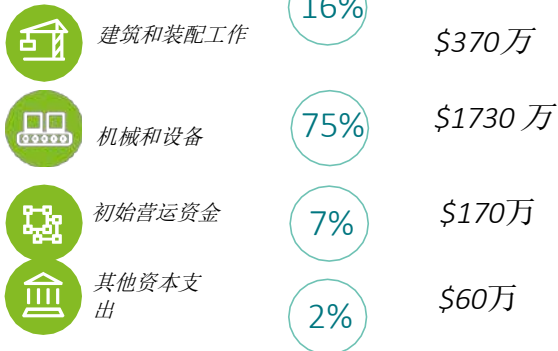 建筑和装配工作 16% $370万
机械和设备 75% $1730 万
初始营运资金 7% $170万
其他资本支
出 2% $60万